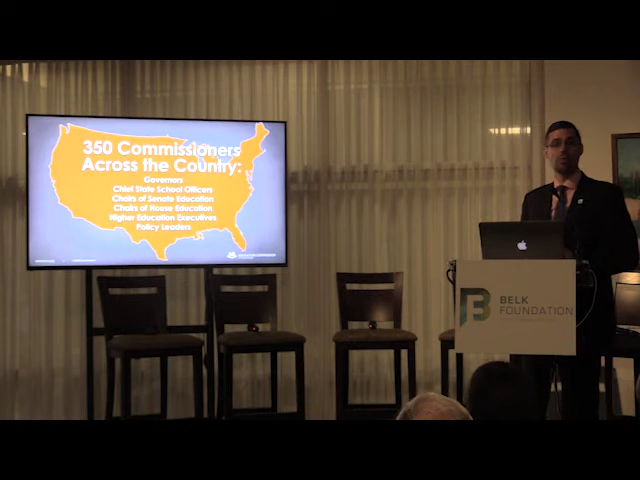 350 Commissioners
Across the Country:
Governors
Chief State School Officers
Chairs of Senate Education
Chairs of House Education
Higher Education Executives
Policy Leaders
BELK
FOUNDATION